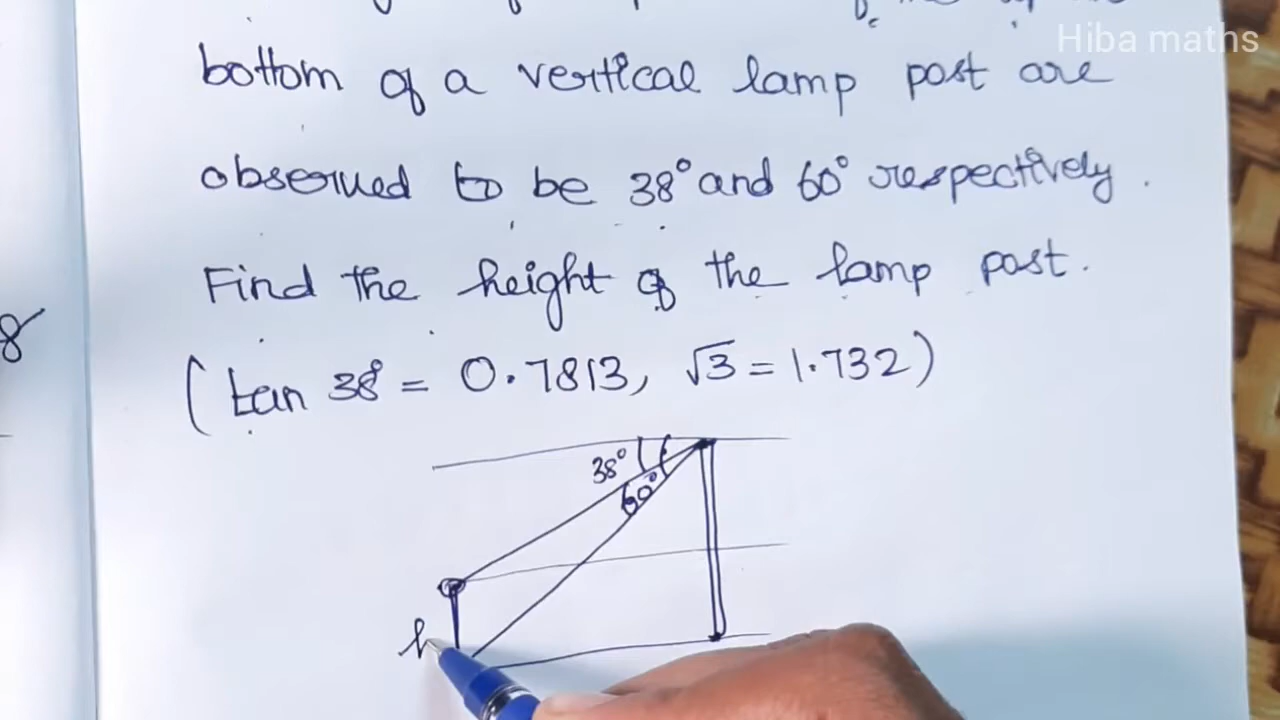 Hiba maths
bottom of a vertical lamp post are
observed to be 38° and 60° respectively.
Find the height of the lamp post.
(tan 38° = 0.7813, √3 = 1.732)
38°
60°
h
8